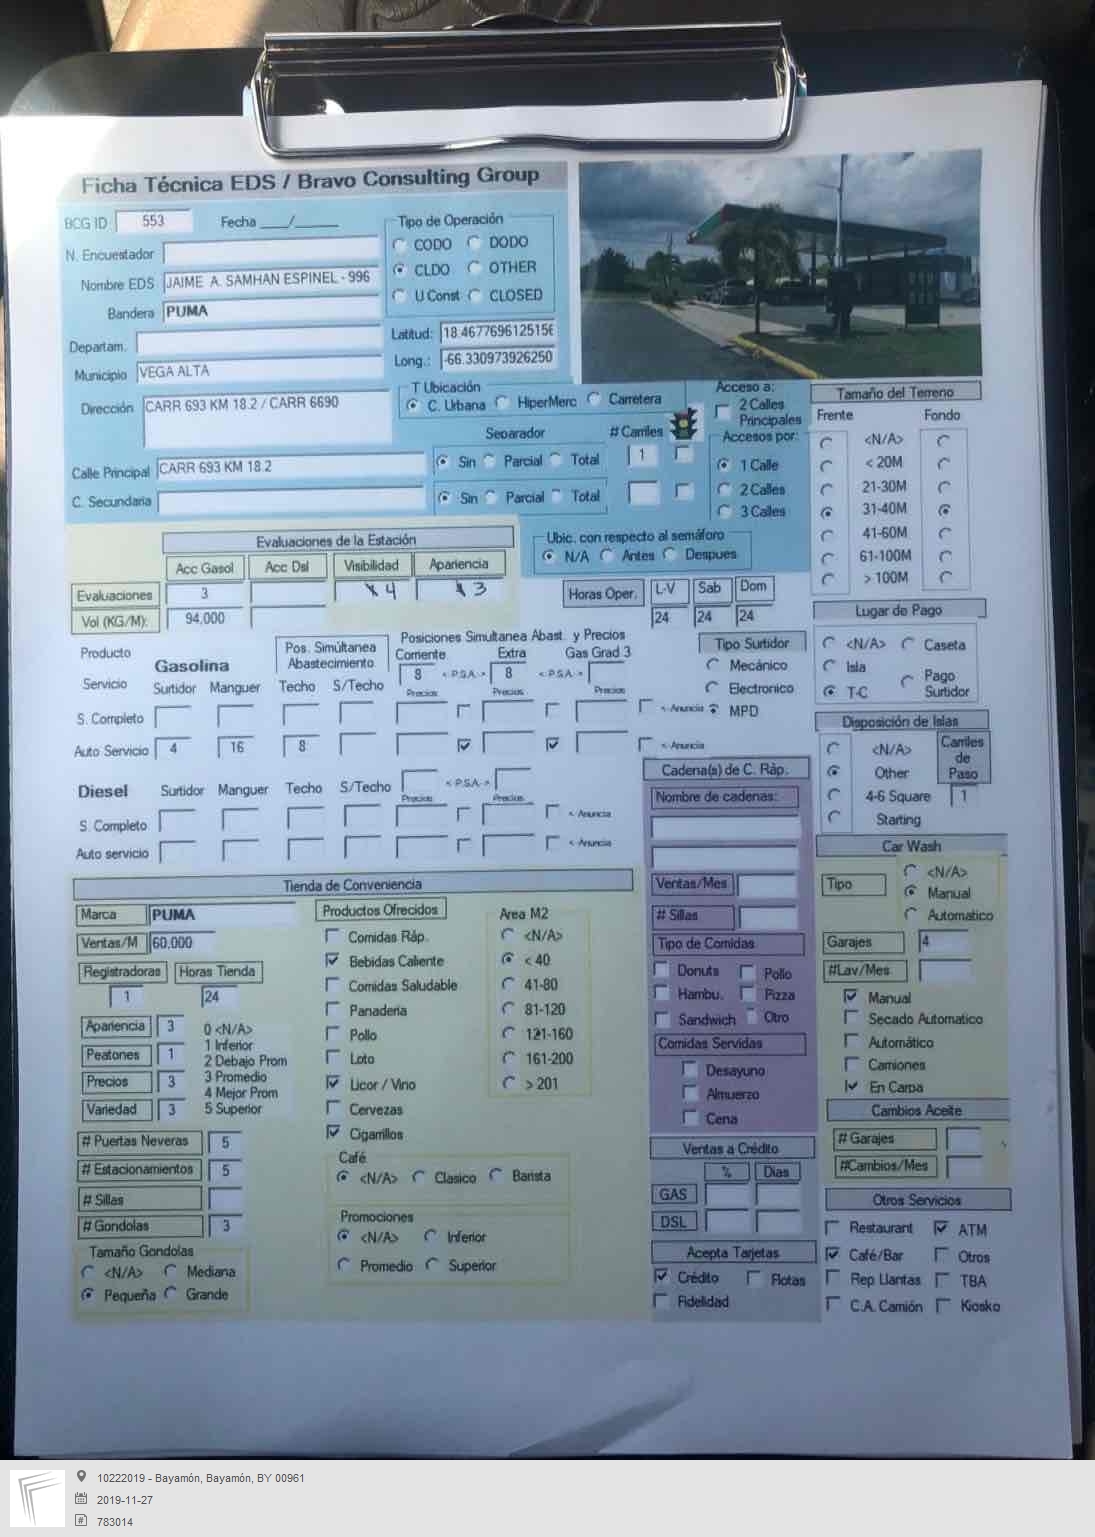 Ficha Técnica EDS / Bravo Consulting Group
BCG ID 553 Fecha ___/______
N. Encuestador
Nombre EDS JAIME A. SAMHAN ESPINEL - 996
Bandera PUMA
Departam.
Municipio VEGA ALTA
Dirección CARR 693 KM 18.2 / CARR 6690
Calle Principal CARR 693 KM 18.2
C. Secundaria
Tipo de Operación
CODO DODO
CLDO OTHER
U Const CLOSED
Latitud: 18.4677696125156
Long.: -66.330973926250
T Ubicación
C. Urbana HiperMerc Carretera
Separador # Carriles
Sin Parcial Total 1
Sin Parcial Total
Acceso a:
2 Calles
Principales
Accesos por:
1 Calle
2 Calles
3 Calles
Ubic. con respecto al semáforo
N/A Antes Despues
Tamaño del Terreno
Frente Fondo
<N/A>
< 20M
21-30M
31-40M
41-60M
61-100M
> 100M
Evaluaciones de la Estación
Acc Gasol Acc Dsl Visibilidad Apariencia
Evaluaciones 3 4 3
Vol (KG/M): 94,000
Horas Oper. L-V Sab Dom
24 24 24
Lugar de Pago
<N/A> Caseta
Isla Pago
T-C Surtidor
Producto Gasolina
Servicio Surtidor Manguer
Pos. Simúltanea
Abastecimiento
Techo S/Techo
Posiciones Simultanea Abast. y Precios
Corriente Extra Gas Grad 3
8 < P.S.A. > 8 < P.S.A. >
Precios Precios Precios
S. Completo <-Anuncia
Auto Servicio 4 16 8 <-Anuncia
Tipo Surtidor
Mecánico
Electronico
MPD
Disposición de Islas
<N/A>
Other
4-6 Square
Starting
Carriles
de
Paso
1
Diesel Surtidor Manguer Techo S/Techo < P.S.A. >
Precios Precios
S. Completo <-Anuncia
Auto servicio <-Anuncia
Cadena(s) de C. Ráp.
Nombre de cadenas:
Ventas/Mes
# Sillas
Tipo de Comidas
Donuts Pollo
Hambu. Pizza
Sandwich Otro
Comidas Servidas
Desayuno
Almuerzo
Cena
Car Wash
Tipo
<N/A>
Manual
Automatico
Garajes 4
#Lav/Mes
Manual
Secado Automatico
Automático
Camiones
En Carpa
Cambios Aceite
# Garajes
#Cambios/Mes
Tienda de Conveniencia
Marca PUMA
Ventas/M 60,000
Registradoras Horas Tienda
1 24
Apariencia 3
Peatones 1
Precios 3
Variedad 3
0 <N/A>
1 Inferior
2 Debajo Prom
3 Promedio
4 Mejor Prom
5 Superior
# Puertas Neveras 5
# Estacionamientos 5
# Sillas
# Gondolas 3
Tamaño Gondolas
<N/A> Mediana
Pequeña Grande
Productos Ofrecidos
Comidas Ráp.
Bebidas Caliente
Comidas Saludable
Panaderia
Pollo
Loto
Licor / Vino
Cervezas
Cigarrillos
Area M2
<N/A>
< 40
41-80
81-120
121-160
161-200
> 201
Café
<N/A> Clasico Barista
Promociones
<N/A> Inferior
Promedio Superior
Ventas a Crédito
% Dias
GAS
DSL
Acepta Tarjetas
Crédito Flotas
Fidelidad
Otros Servicios
Restaurant ATM
Café/Bar Otros
Rep Llantas TBA
C.A. Camión Kiosko
10222019 - Bayamón, Bayamón, BY 00961
2019-11-27
783014